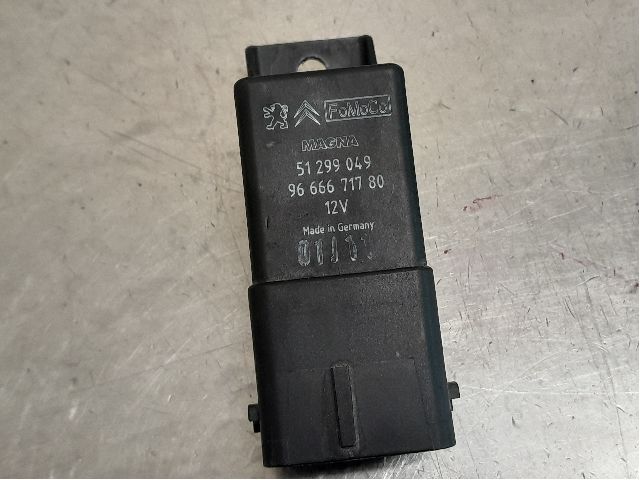 FoMoCo
MAGNA
51 299 049
96 666 717 80
12V
Made in Germany